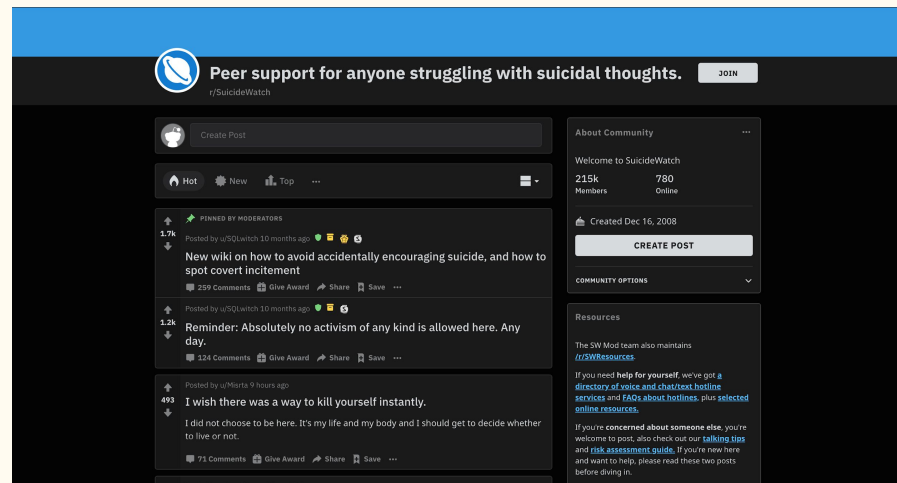 Peer support for anyone struggling with suicidal thoughts.
JOIN
r/SuicideWatch
Create Post
Hot
New
Top
PINNED BY MODERATORS
1.7k
Posted by u/SQLwitch 10 months ago
New wiki on how to avoid accidentally encouraging suicide, and how to
spot covert incitement
259 Comments Give Award Share Save
1.2k
Posted by u/SQLwitch 10 months ago
Reminder: Absolutely no activism of any kind is allowed here. Any
day.
124 Comments Give Award Share Save
493
Posted by u/Misrta 9 hours ago
I wish there was a way to kill yourself instantly.
I did not choose to be here. It's my life and my body and I should get to decide whether
to live or not.
71 Comments Give Award Share Save
About Community
Welcome to SuicideWatch
215k 780
Members Online
Created Dec 16, 2008
CREATE POST
COMMUNITY OPTIONS
Resources
The SW Mod team also maintains
/r/SWResources.
If you need help for yourself, we've got a
directory of voice and chat/text hotline
services and FAQs about hotlines, plus selected
online resources.
If you're concerned about someone else, you're
welcome to post, also check out our talking tips
and risk assessment guide. If you're new here
and want to help, please read these two posts
before diving in.